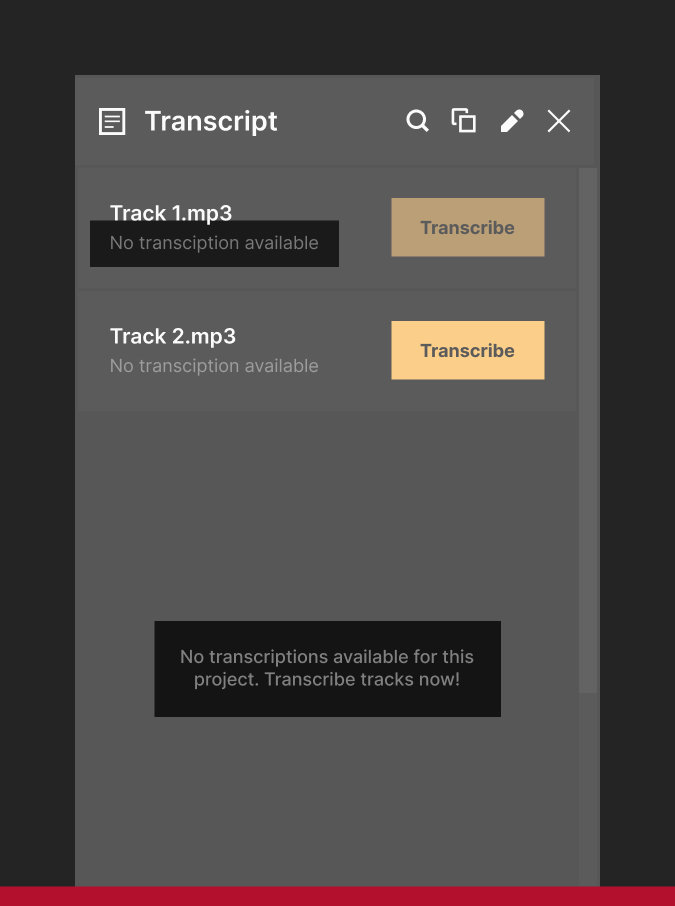 Transcript
Track 1.mp3
No transciption available
Transcribe
Track 2.mp3
No transciption available
Transcribe
No transcriptions available for this
project. Transcribe tracks now!